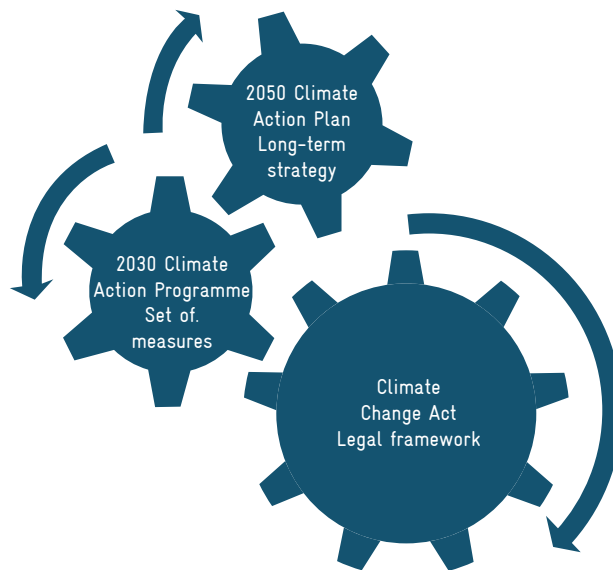 2050 Climate
Action Plan
Long-term
strategy
2030 Climate
Action Programme
Set of.
measures
Climate
Change Act
Legal framework